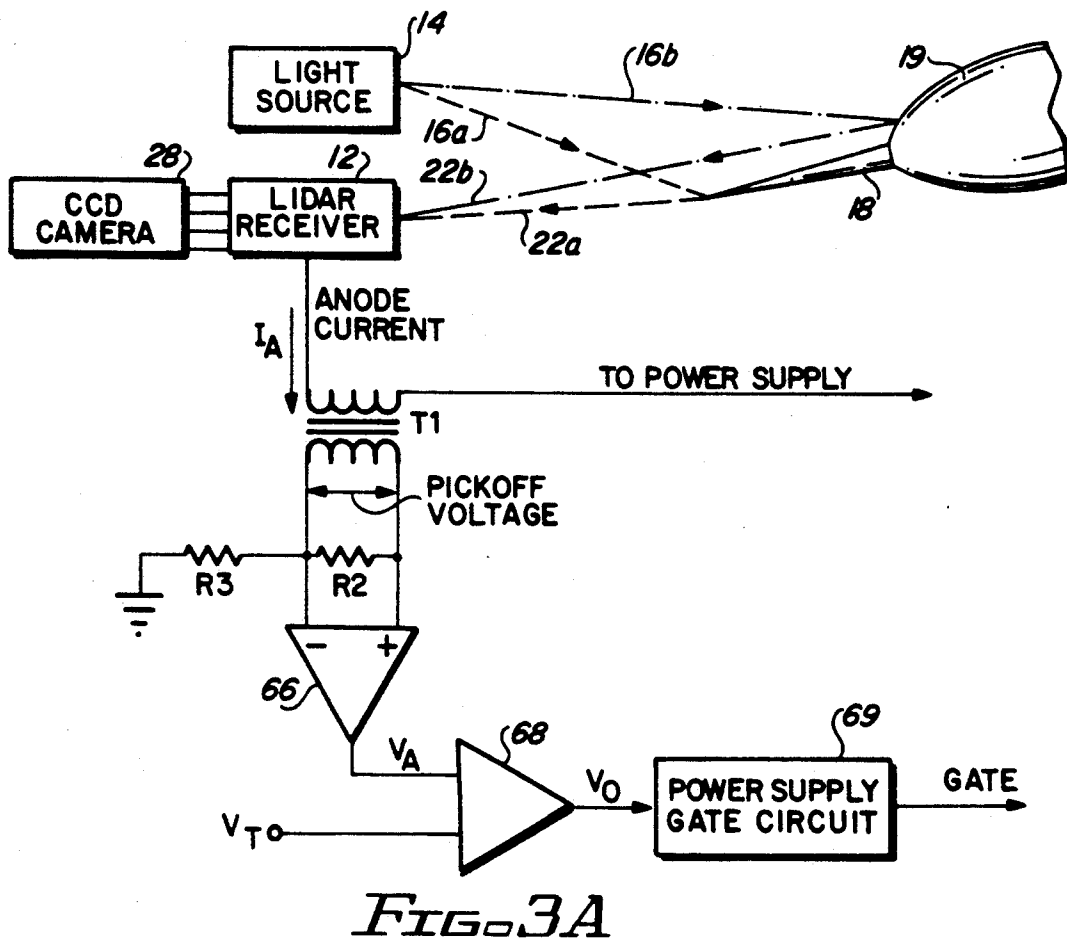 14
LIGHT
SOURCE
16b
19
16a
28
12
CCD
CAMERA
LIDAR
RECEIVER
22b
22a
18
ANODE
CURRENT
IA
TO POWER SUPPLY
T1
PICKOFF
VOLTAGE
R3
R2
- +
66
VA
68
VO
69
POWER SUPPLY
GATE CIRCUIT
GATE
VT
FIG. 3A